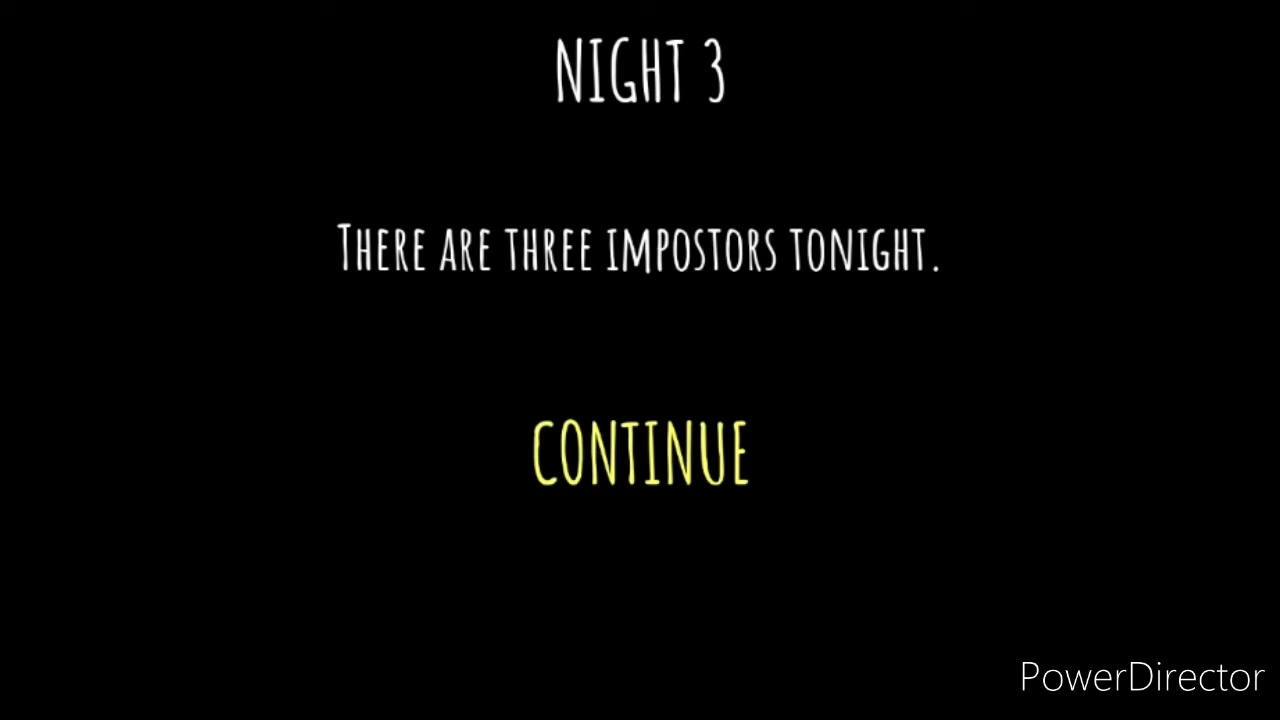 NIGHT 3
THERE ARE THREE IMPOSTORS TONIGHT.
CONTINUE
PowerDirector